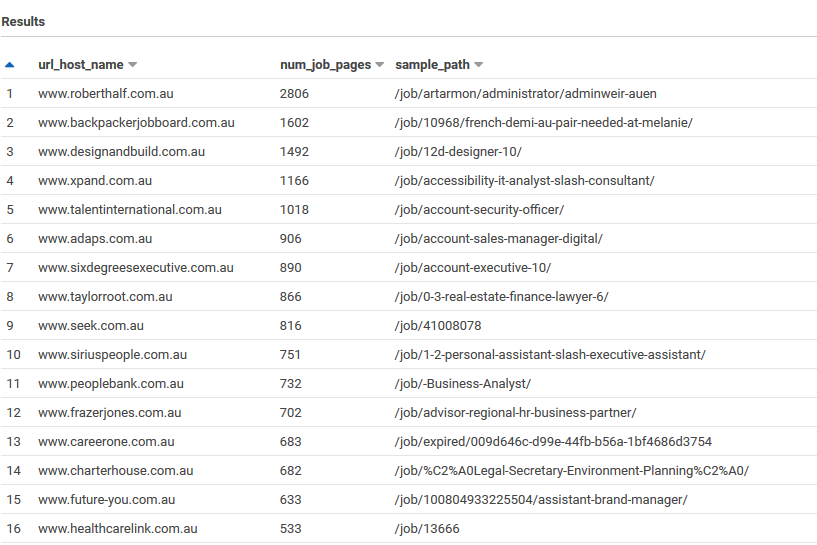 Results
url_host_name num_job_pages sample_path
1 www.roberthalf.com.au 2806 /job/artarmon/administrator/adminweir-auen
2 www.backpackerjobboard.com.au 1602 /job/10968/french-demi-au-pair-needed-at-melanie/
3 www.designandbuild.com.au 1492 /job/12d-designer-10/
4 www.xpand.com.au 1166 /job/accessibility-it-analyst-slash-consultant/
5 www.talentinternational.com.au 1018 /job/account-security-officer/
6 www.adaps.com.au 906 /job/account-sales-manager-digital/
7 www.sixdegreesexecutive.com.au 890 /job/account-executive-10/
8 www.taylorroot.com.au 866 /job/0-3-real-estate-finance-lawyer-6/
9 www.seek.com.au 816 /job/41008078
10 www.siriuspeople.com.au 751 /job/1-2-personal-assistant-slash-executive-assistant/
11 www.peoplebank.com.au 732 /job/-Business-Analyst/
12 www.frazerjones.com.au 702 /job/advisor-regional-hr-business-partner/
13 www.careerone.com.au 683 /job/expired/009d646c-d99e-44fb-b56a-1bf4686d3754
14 www.charterhouse.com.au 682 /job/%C2%A0Legal-Secretary-Environment-Planning%C2%A0/
15 www.future-you.com.au 633 /job/100804933225504/assistant-brand-manager/
16 www.healthcarelink.com.au 533 /job/13666